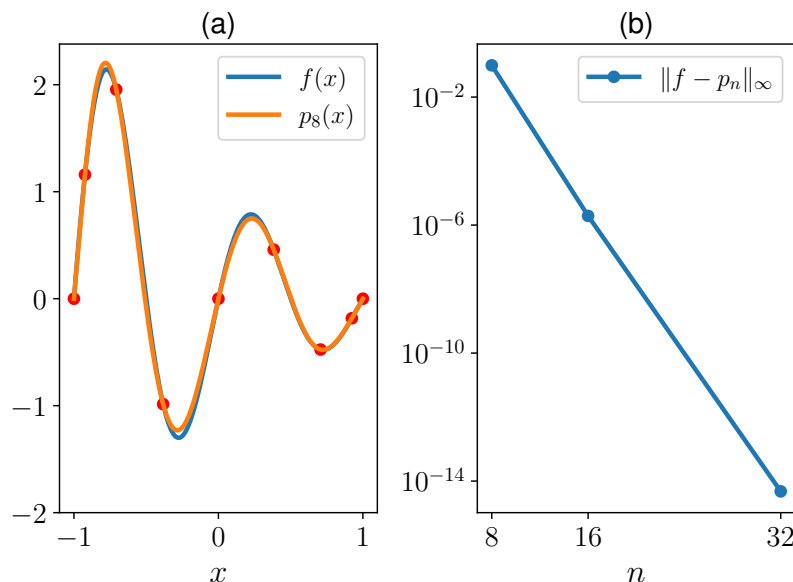 (a)
f(x)
p₈(x)
2
1
0
−1
−2
−1 0 1
x
(b)
‖f − pₙ‖∞
10⁻²
10⁻⁶
10⁻¹⁰
10⁻¹⁴
8 16 32
n